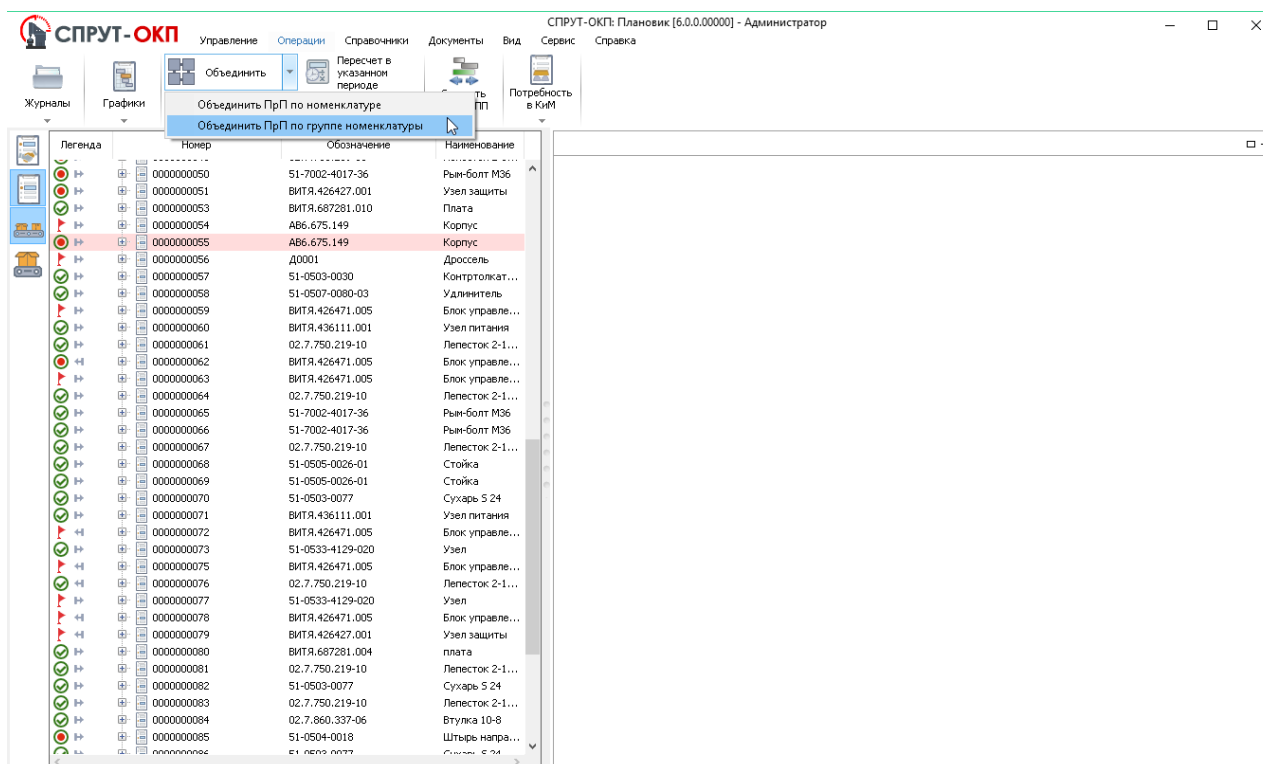 СПРУТ-ОКП: Плановик [6.0.0.00000] - Администратор
СПРУТ-ОКП
Управление Операции Справочники Документы Вид Сервис Справка
Журналы
Графики
Объединить
Пересчет в
указанном
периоде
Потребность
в КиМ
Объединить ПрП по номенклатуре
Объединить ПрП по группе номенклатуры
Легенда Номер Обозначение Наименование
0000000050 51-7002-4017-36 Рым-болт М36
0000000051 ВИТЯ.426427.001 Узел защиты
0000000053 ВИТЯ.687281.010 Плата
0000000054 АВ6.675.149 Корпус
0000000055 АВ6.675.149 Корпус
0000000056 Д0001 Дроссель
0000000057 51-0503-0030 Контртолкат...
0000000058 51-0507-0080-03 Удлинитель
0000000059 ВИТЯ.426471.005 Блок управле...
0000000060 ВИТЯ.436111.001 Узел питания
0000000061 02.7.750.219-10 Лепесток 2-1...
0000000062 ВИТЯ.426471.005 Блок управле...
0000000063 ВИТЯ.426471.005 Блок управле...
0000000064 02.7.750.219-10 Лепесток 2-1...
0000000065 51-7002-4017-36 Рым-болт М36
0000000066 51-7002-4017-36 Рым-болт М36
0000000067 02.7.750.219-10 Лепесток 2-1...
0000000068 51-0505-0026-01 Стойка
0000000069 51-0505-0026-01 Стойка
0000000070 51-0503-0077 Сухарь S 24
0000000071 ВИТЯ.436111.001 Узел питания
0000000072 ВИТЯ.426471.005 Блок управле...
0000000073 51-0533-4129-020 Узел
0000000075 ВИТЯ.426471.005 Блок управле...
0000000076 02.7.750.219-10 Лепесток 2-1...
0000000077 51-0533-4129-020 Узел
0000000078 ВИТЯ.426471.005 Блок управле...
0000000079 ВИТЯ.426427.001 Узел защиты
0000000080 ВИТЯ.687281.004 плата
0000000081 02.7.750.219-10 Лепесток 2-1...
0000000082 51-0503-0077 Сухарь S 24
0000000083 02.7.750.219-10 Лепесток 2-1...
0000000084 02.7.860.337-06 Втулка 10-8
0000000085 51-0504-0018 Штырь напра...
0000000086 51-0503-0077 Сухарь S 24